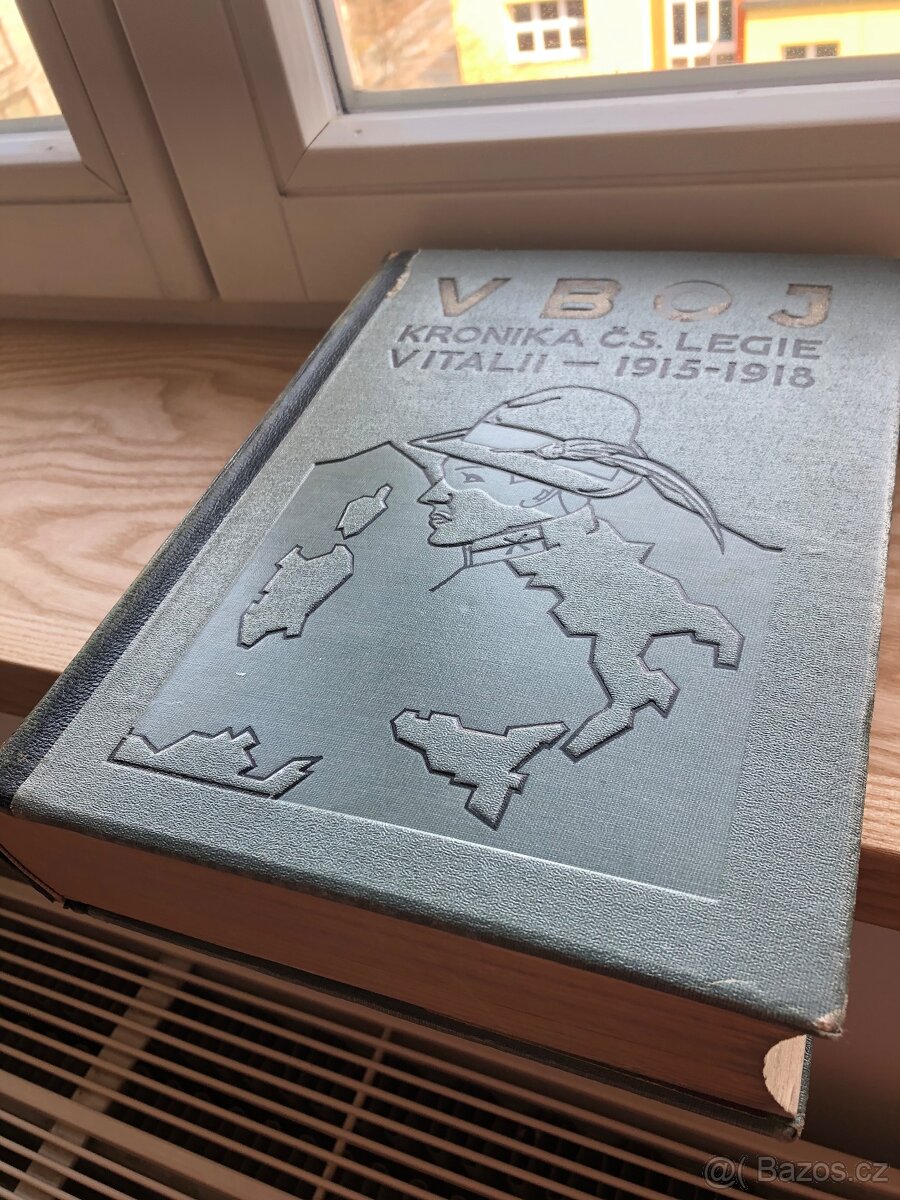 V BOJ
KRONIKA ČS. LEGIE
V ITALII — 1915-1918
@( Bazos.cz